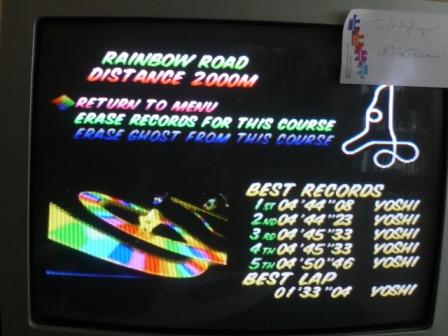 RAINBOW ROAD
DISTANCE 2000M
RETURN TO MENU
ERASE RECORDS FOR THIS COURSE
ERASE GHOST FROM THIS COURSE
BEST RECORDS
1ST 04'44"08 YOSHI
2ND 04'44"23 YOSHI
3RD 04'45"33 YOSHI
4TH 04'45"33 YOSHI
5TH 04'50"46 YOSHI
BEST LAP
01'33"04 YOSHI